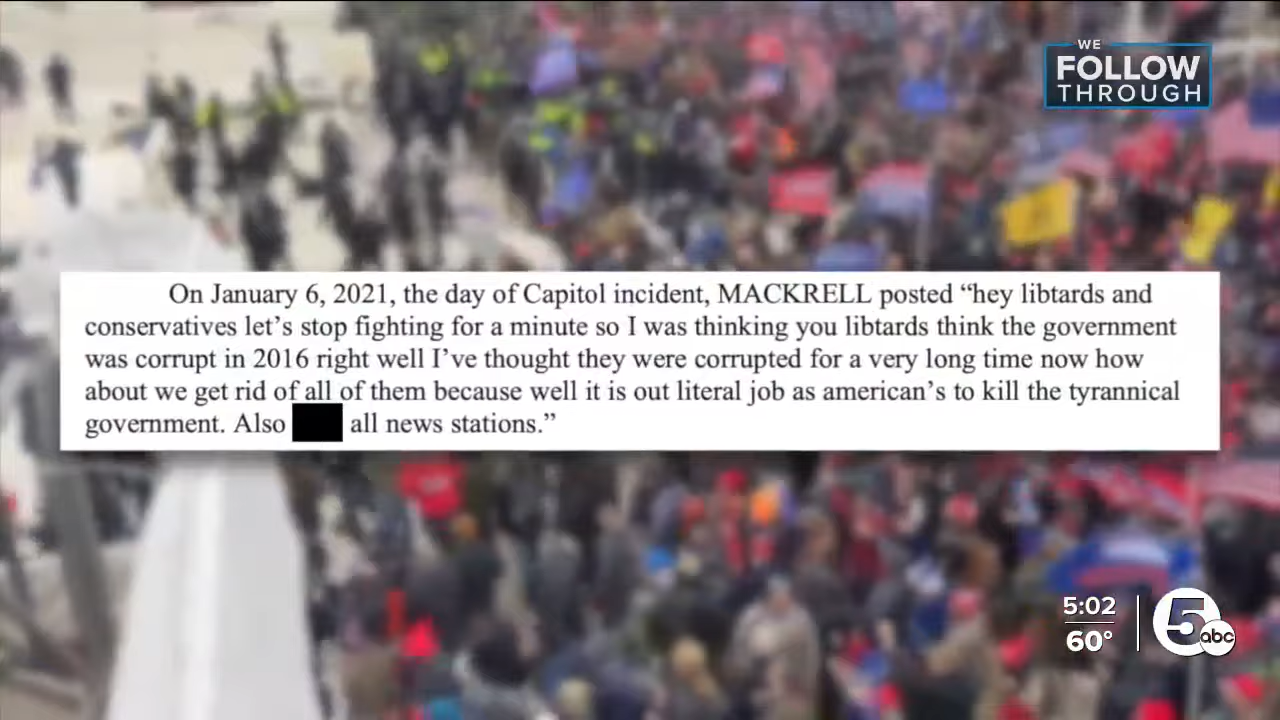 WE
FOLLOW
THROUGH
On January 6, 2021, the day of Capitol incident, MACKRELL posted “hey libtards and
conservatives let’s stop fighting for a minute so I was thinking you libtards think the government
was corrupt in 2016 right well I’ve thought they were corrupted for a very long time now how
about we get rid of all of them because well it is out literal job as american’s to kill the tyrannical
government. Also all news stations.”
5:02
60°
5
abc